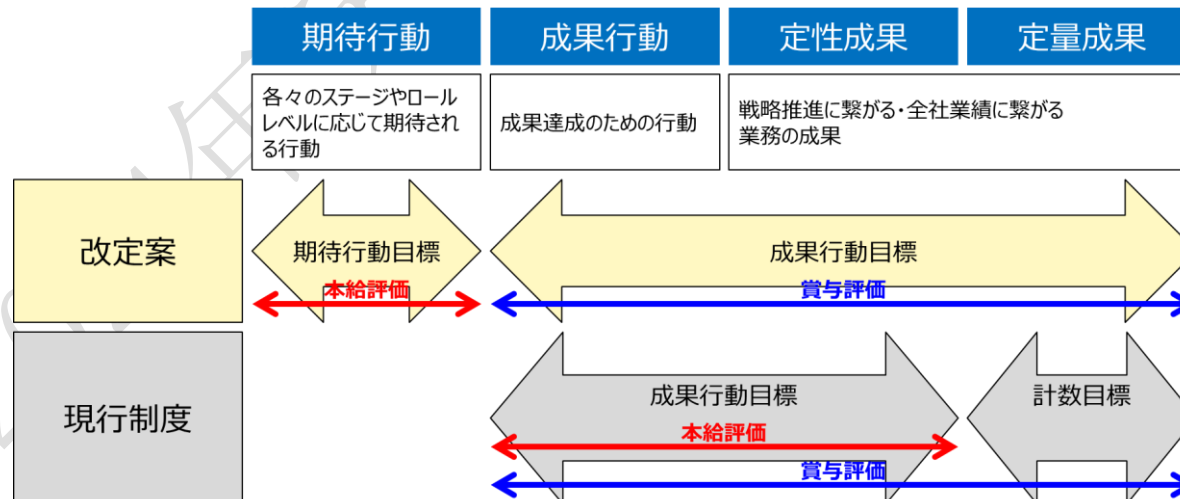 期待行動
成果行動
定性成果
定量成果
各々のステージやロール
レベルに応じて期待され
る行動
成果達成のための行動
戦略推進に繋がる・全社業績に繋がる
業務の成果
改定案
期待行動目標
本給評価
成果行動目標
賞与評価
現行制度
成果行動目標
計数目標
本給評価
賞与評価